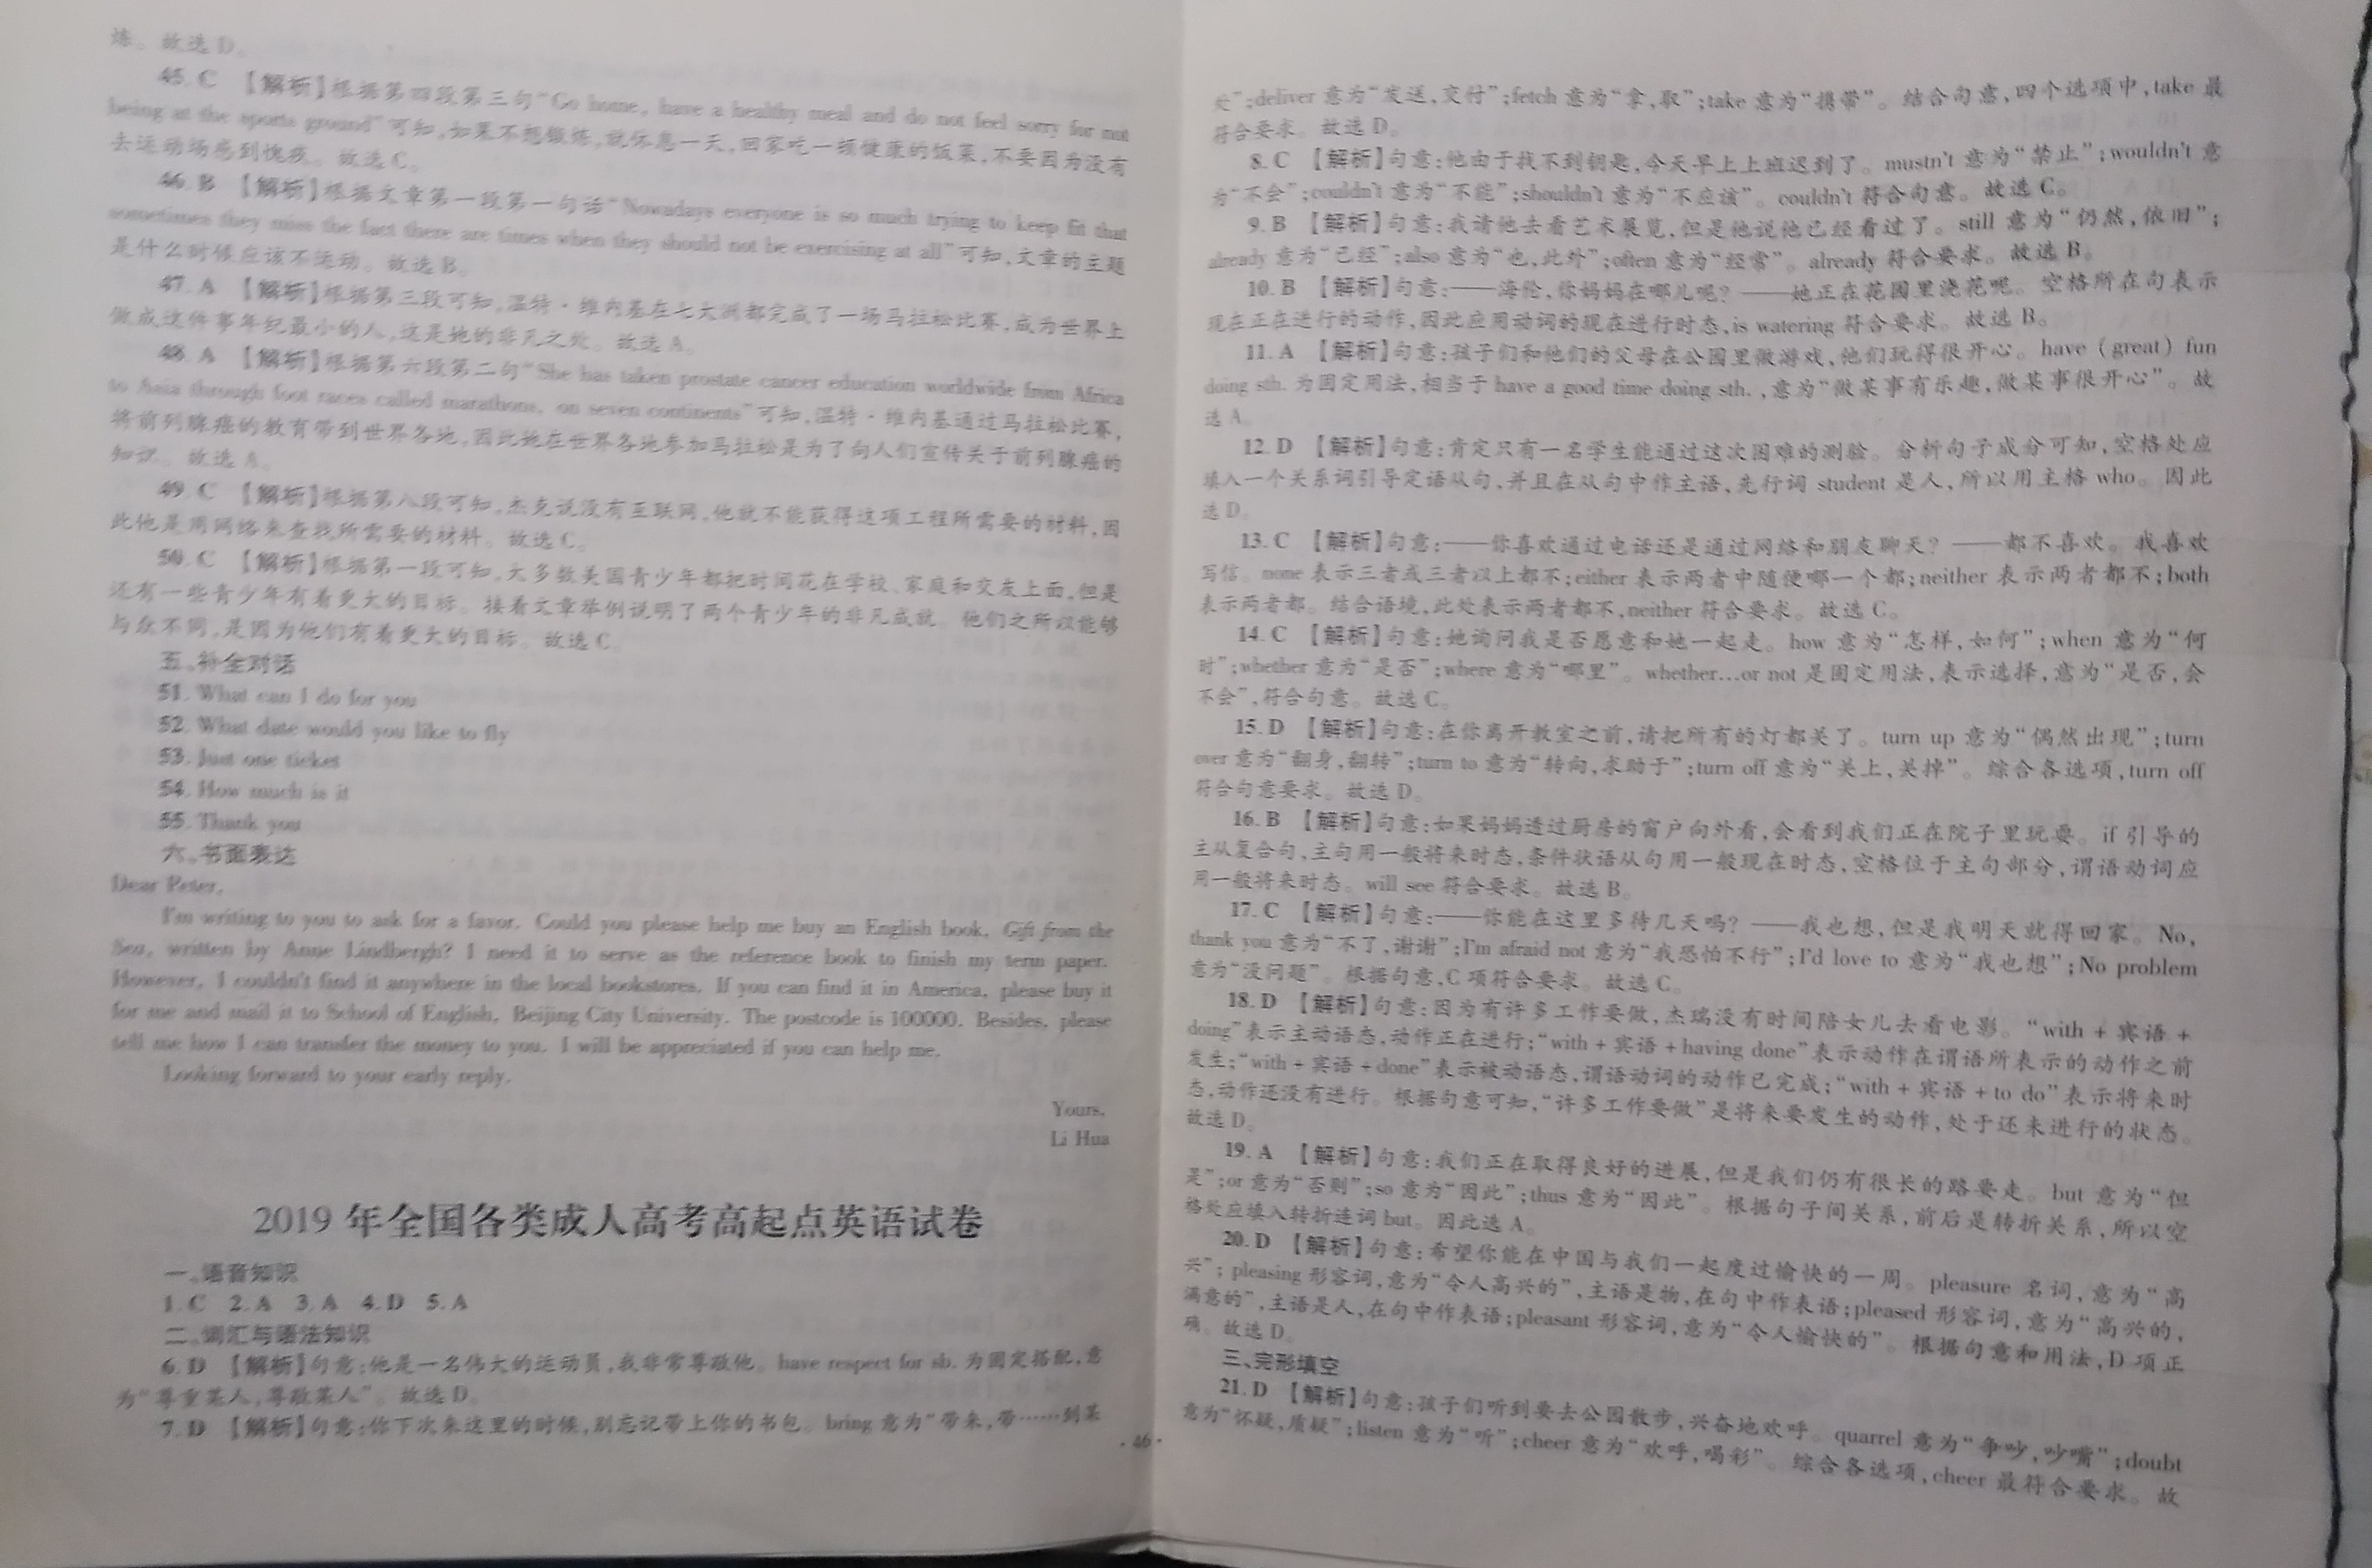 炼。故选D。
45. C 【解析】根据第四段第三句“Go home, have a healthy meal and do not feel sorry for not
being at the sports ground”可知,如果不想锻炼,就休息一天,回家吃一顿健康的饭菜,不要因为没有
去运动场感到愧疚。故选C。
46. B 【解析】根据文章第一段第一句话“Nowadays everyone is so much trying to keep fit that
sometimes they miss the fact there are times when they should not be exercising at all”可知,文章的主题
是什么时候应该不运动。故选B。
47. A 【解析】根据第三段可知,温特·维内基在七大洲都完成了一场马拉松比赛,成为世界上
做成这件事年纪最小的人,这是她的非凡之处。故选A。
48. A 【解析】根据第六段第二句“She has taken prostate cancer education worldwide from Africa
to Asia through foot races called marathons, on seven continents”可知,温特·维内基通过马拉松比赛,
将前列腺癌的教育带到世界各地,因此她在世界各地参加马拉松是为了向人们宣传关于前列腺癌的
知识。故选A。
49. C 【解析】根据第八段可知,杰克说没有互联网,他就不能获得这项工程所需要的材料,因
此他是用网络来查找所需要的材料。故选C。
50. C 【解析】根据第一段可知,大多数美国青少年都把时间花在学校、家庭和交友上面,但是
还有一些青少年有着更大的目标。接着文章举例说明了两个青少年的非凡成就。他们之所以能够
与众不同,是因为他们有着更大的目标。故选C。
五、补全对话
51. What can I do for you
52. What date would you like to fly
53. Just one ticket
54. How much is it
55. Thank you
六、书面表达
Dear Peter,
I'm writing to you to ask for a favor. Could you please help me buy an English book, Gift from the
Sea, written by Anne Lindbergh? I need it to serve as the reference book to finish my term paper.
However, I couldn't find it anywhere in the local bookstores. If you can find it in America, please buy it
for me and mail it to School of English, Beijing City University. The postcode is 100000. Besides, please
tell me how I can transfer the money to you. I will be appreciated if you can help me.
Looking forward to your early reply.
Yours,
Li Hua
2019年全国各类成人高考高起点英语试卷
一、语音知识
1. C 2. A 3. A 4. D 5. A
二、词汇与语法知识
6. D 【解析】句意:他是一名伟大的运动员,我非常尊敬他。have respect for sb. 为固定搭配,意
为“尊重某人,尊敬某人”。故选D。
7. D 【解析】句意:你下次来这里的时候,别忘记带上你的书包。bring 意为“带来,带……到某
·46·
处”;deliver 意为“发送,交付”;fetch 意为“拿,取”;take 意为“携带”。结合句意,四个选项中,take 最
符合要求。故选D。
8. C 【解析】句意:他由于找不到钥匙,今天早上上班迟到了。mustn't 意为“禁止”;wouldn't 意
为“不会”;couldn't 意为“不能”;shouldn't 意为“不应该”。couldn't 符合句意。故选C。
9. B 【解析】句意:我请他去看艺术展览,但是他说他已经看过了。still 意为“仍然,依旧”;
already 意为“已经”;also 意为“也,此外”;often 意为“经常”。already 符合要求。故选B。
10. B 【解析】句意:——海伦,你妈妈在哪儿呢?——她正在花园里浇花呢。空格所在句表示
现在正在进行的动作,因此应用动词的现在进行时态,is watering 符合要求。故选B。
11. A 【解析】句意:孩子们和他们的父母在公园里做游戏,他们玩得很开心。have (great) fun
doing sth. 为固定用法,相当于 have a good time doing sth. ,意为“做某事有乐趣,做某事很开心”。故
选A。
12. D 【解析】句意:肯定只有一名学生能通过这次困难的测验。分析句子成分可知,空格处应
填入一个关系词引导定语从句,并且在从句中作主语,先行词 student 是人,所以用主格 who。因此
选D。
13. C 【解析】句意:——你喜欢通过电话还是通过网络和朋友聊天?——都不喜欢。我喜欢
写信。none 表示三者或三者以上都不;either 表示两者中随便哪一个都;neither 表示两者都不;both
表示两者都。结合语境,此处表示两者都不,neither 符合要求。故选C。
14. C 【解析】句意:她询问我是否愿意和她一起走。how 意为“怎样,如何”;when 意为“何
时”;whether 意为“是否”;where 意为“哪里”。whether…or not 是固定用法,表示选择,意为“是否,会
不会”,符合句意。故选C。
15. D 【解析】句意:在你离开教室之前,请把所有的灯都关了。turn up 意为“偶然出现”;turn
over 意为“翻身,翻转”;turn to 意为“转向,求助于”;turn off 意为“关上,关掉”。综合各选项,turn off
符合句意要求。故选D。
16. B 【解析】句意:如果妈妈透过厨房的窗户向外看,会看到我们正在院子里玩耍。if 引导的
主从复合句,主句用一般将来时态,条件状语从句用一般现在时态,空格位于主句部分,谓语动词应
用一般将来时态。will see 符合要求。故选B。
17. C 【解析】句意:——你能在这里多待几天吗?——我也想,但是我明天就得回家。No,
thank you 意为“不了,谢谢”;I'm afraid not 意为“我恐怕不行”;I'd love to 意为“我也想”;No problem
意为“没问题”。根据句意,C项符合要求。故选C。
18. D 【解析】句意:因为有许多工作要做,杰瑞没有时间陪女儿去看电影。“with + 宾语 +
doing”表示主动语态,动作正在进行;“with + 宾语 + having done”表示动作在谓语所表示的动作之前
发生;“with + 宾语 + done”表示被动语态,谓语动词的动作已完成;“with + 宾语 + to do”表示将来时
态,动作还没有进行。根据句意可知,“许多工作要做”是将来要发生的动作,处于还未进行的状态。
故选D。
19. A 【解析】句意:我们正在取得良好的进展,但是我们仍有很长的路要走。but 意为“但
是”;or 意为“否则”;so 意为“因此”;thus 意为“因此”。根据句子间关系,前后是转折关系,所以空
格处应填入转折连词 but。因此选A。
20. D 【解析】句意:希望你能在中国与我们一起度过愉快的一周。pleasure 名词,意为“高
兴”; pleasing 形容词,意为“令人高兴的”,主语是物,在句中作表语;pleased 形容词,意为“高兴的,
满意的”,主语是人,在句中作表语;pleasant 形容词,意为“令人愉快的”。根据句意和用法,D项正
确。故选D。
三、完形填空
21. D 【解析】句意:孩子们听到要去公园散步,兴奋地欢呼。quarrel 意为“争吵,吵嘴”;doubt
意为“怀疑,质疑”;listen 意为“听”;cheer 意为“欢呼,喝彩”。综合各选项,cheer 最符合要求。故